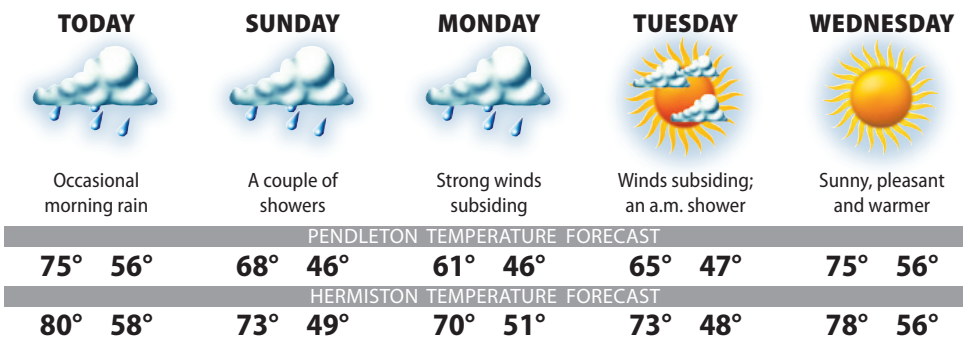 TODAY SUNDAY MONDAY TUESDAY WEDNESDAY
Occasional morning rain
A couple of showers
Strong winds subsiding
Winds subsiding; an a.m. shower
Sunny, pleasant and warmer
PENDLETON TEMPERATURE FORECAST
75° 56° 68° 46° 61° 46° 65° 47° 75° 56°
HERMISTON TEMPERATURE FORECAST
80° 58° 73° 49° 70° 51° 73° 48° 78° 56°